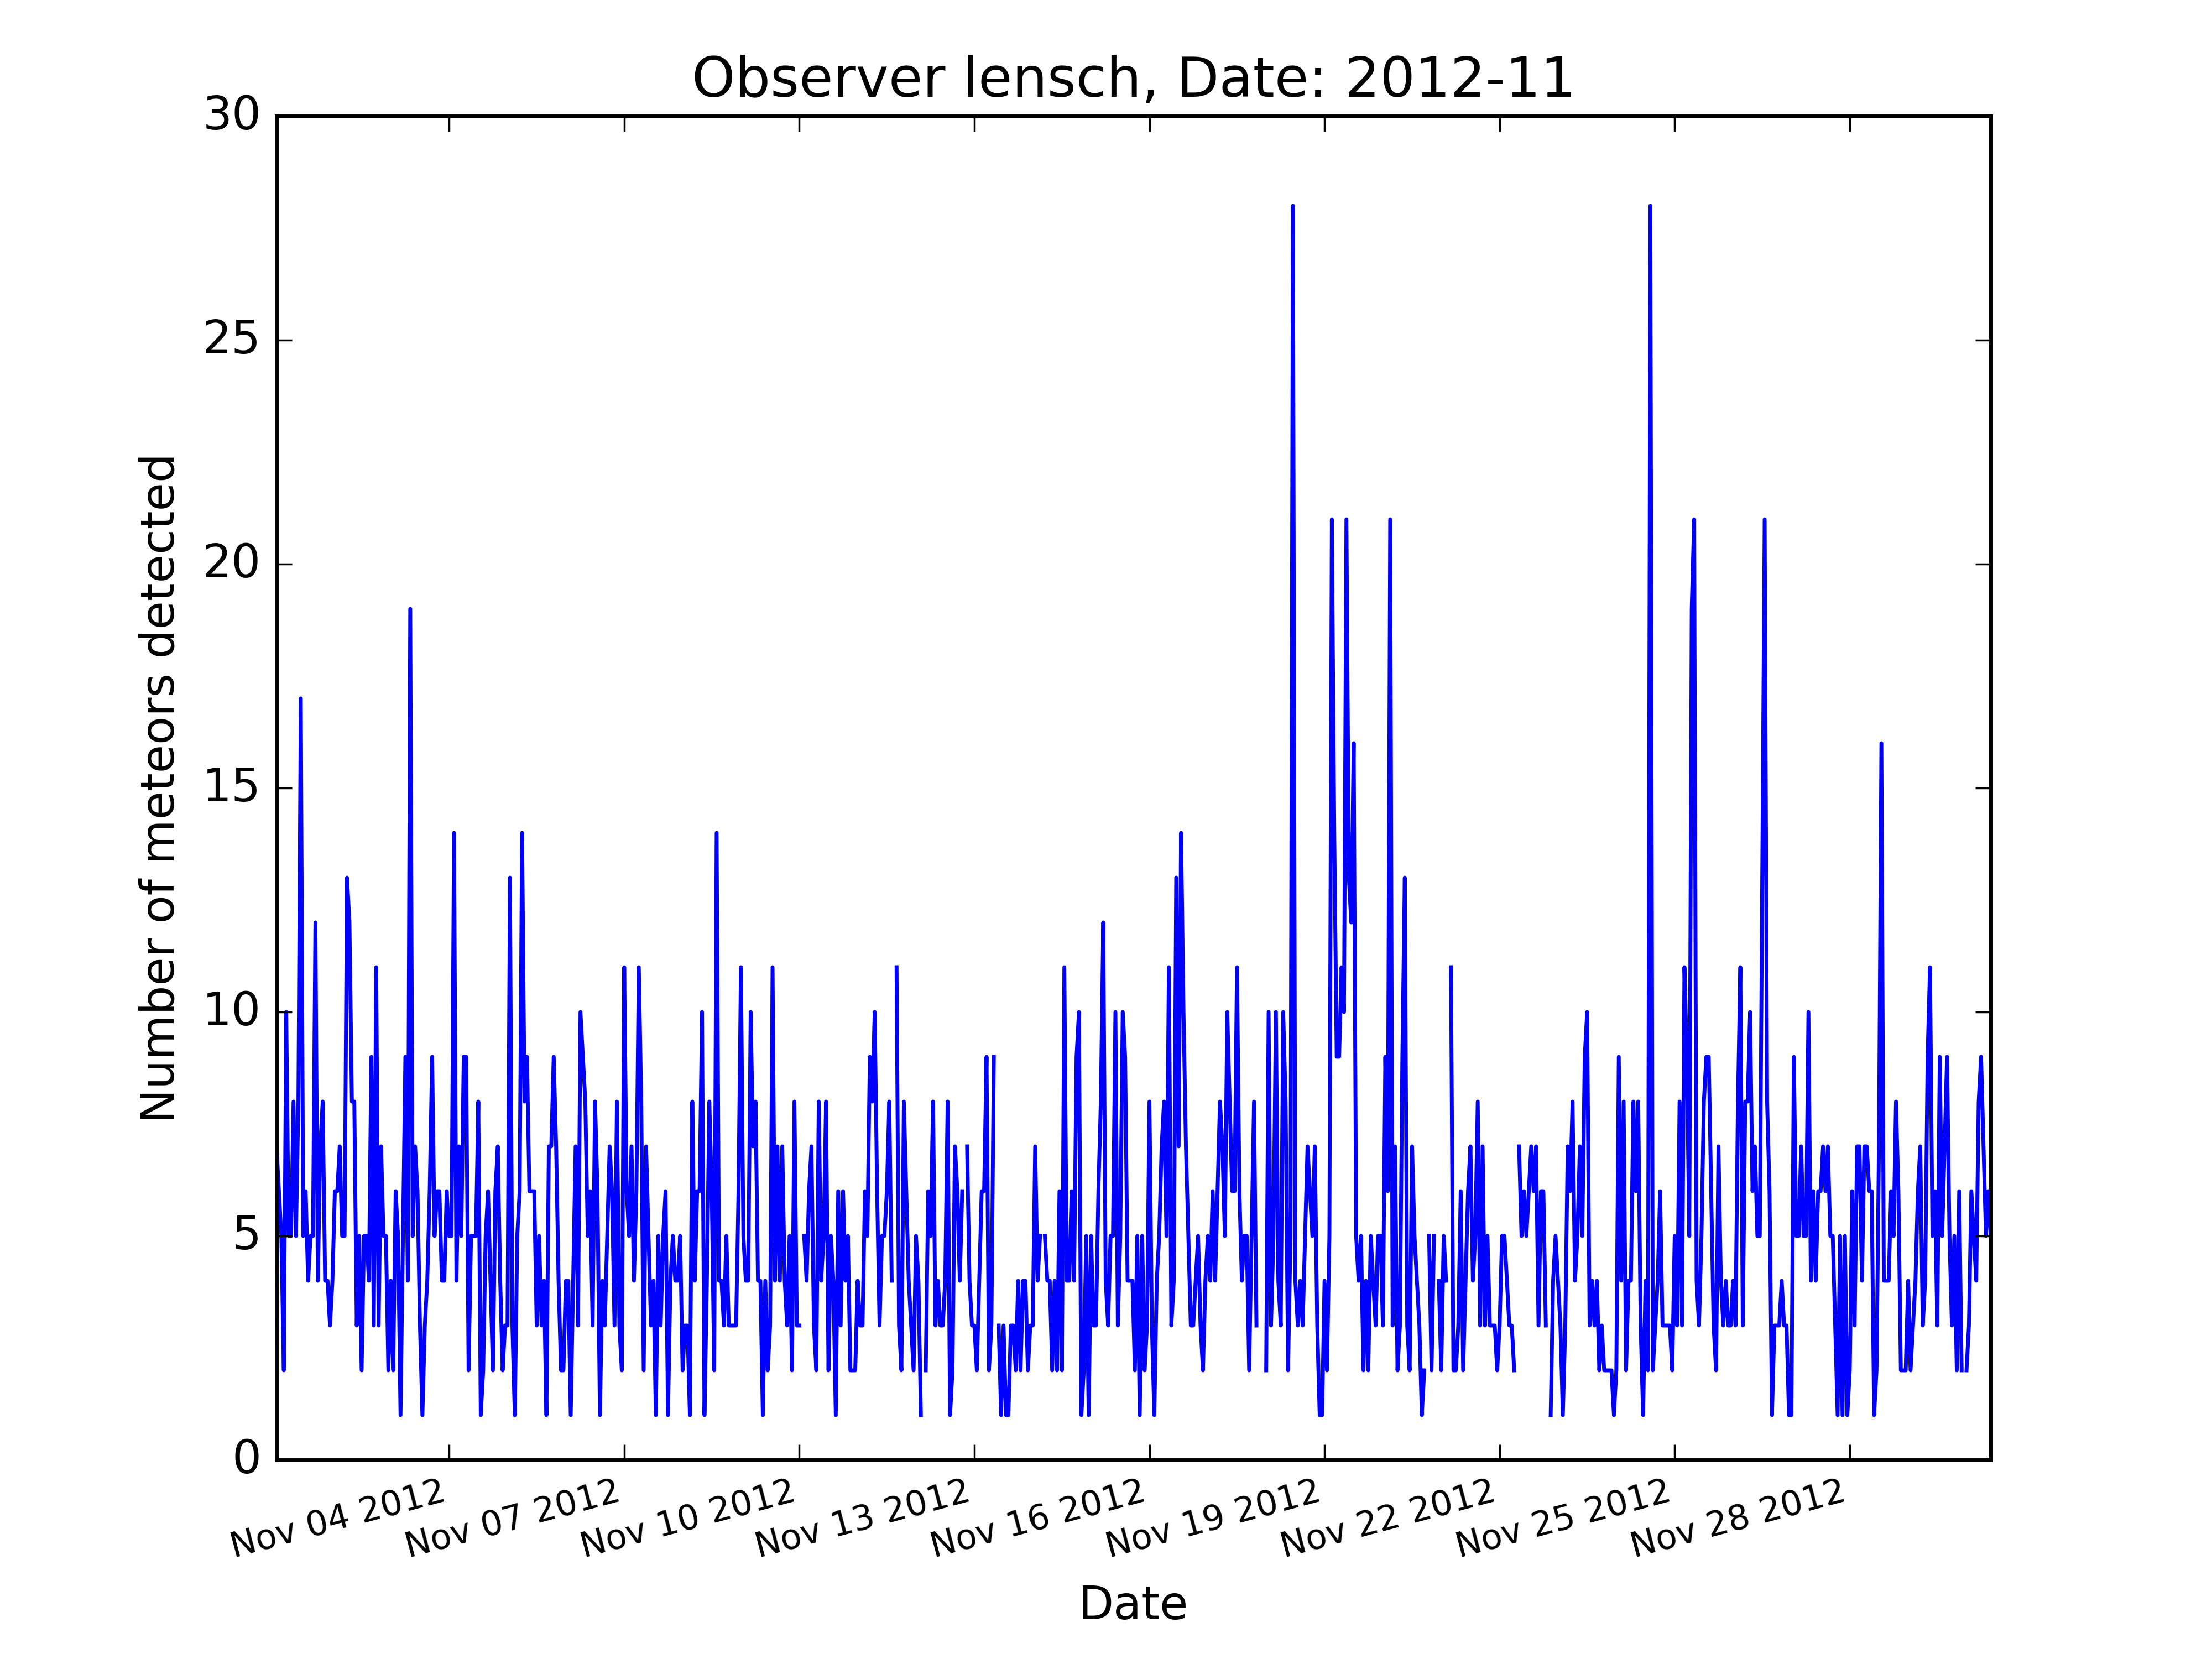 Observer lensch, Date: 2012-11
Number of meteors detected
30
25
20
15
10
5
0
Nov 04 2012
Nov 07 2012
Nov 10 2012
Nov 13 2012
Nov 16 2012
Nov 19 2012
Nov 22 2012
Nov 25 2012
Nov 28 2012
Date